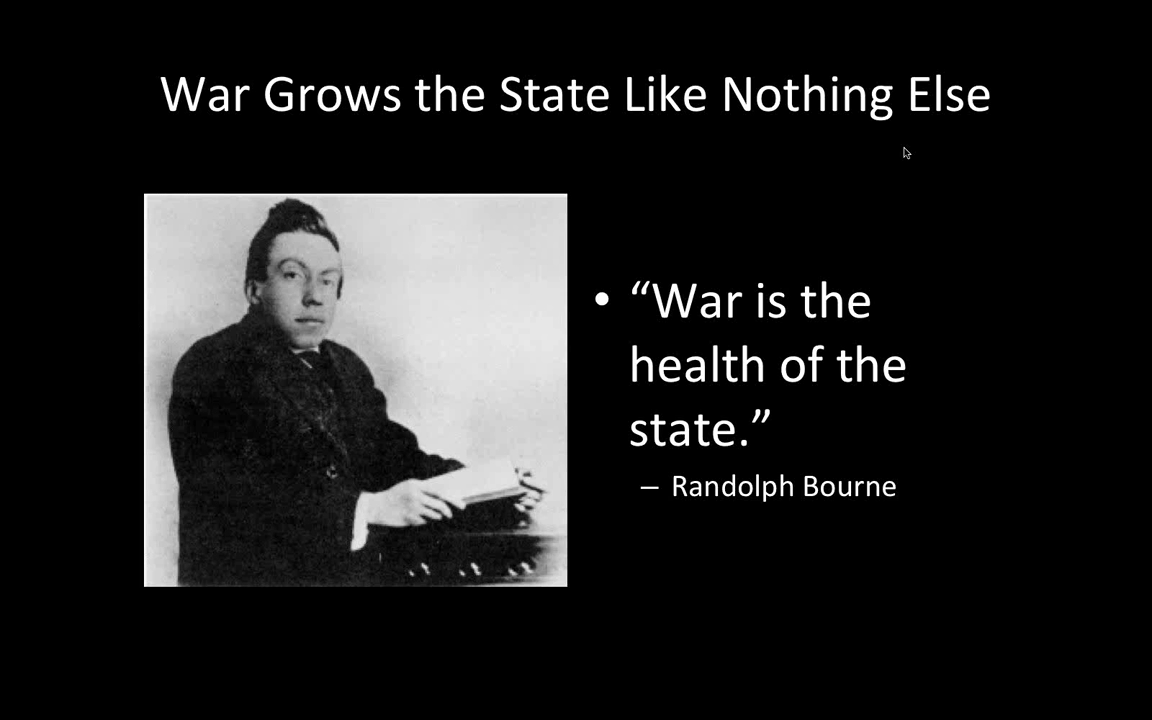 War Grows the State Like Nothing Else
• “War is the
health of the
state.”
– Randolph Bourne